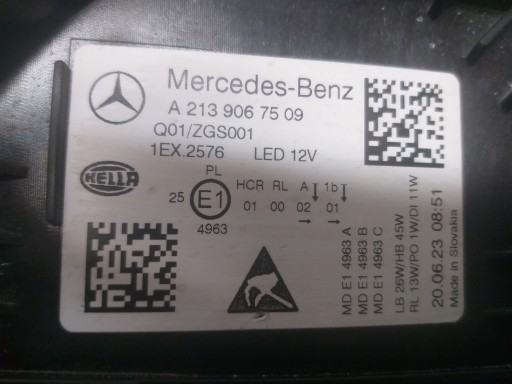 Mercedes-Benz
A 213 906 75 09
Q01/ZGS001
1EX.2576 LED 12V
HELLA
PL
25 E1
4963
HCR RL A 1b
01 00 02 01
MD E1 4963 A
MD E1 4963 B
MD E1 4963 C
LB 26W/HB 45W
RL 13W/PO 1W/DI 11W
20.06.23 08:51
Made in Slovakia